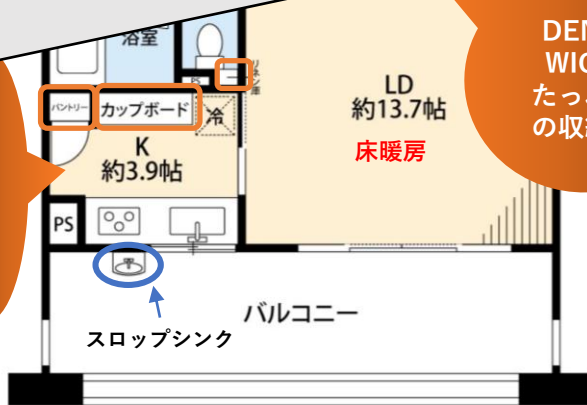 浴室
PS
リネン庫
パントリー
カップボード
冷
K
約3.9帖
LD
約13.7帖
床暖房
DEN
WIC
たっ
の収
PS
バルコニー
スロップシンク